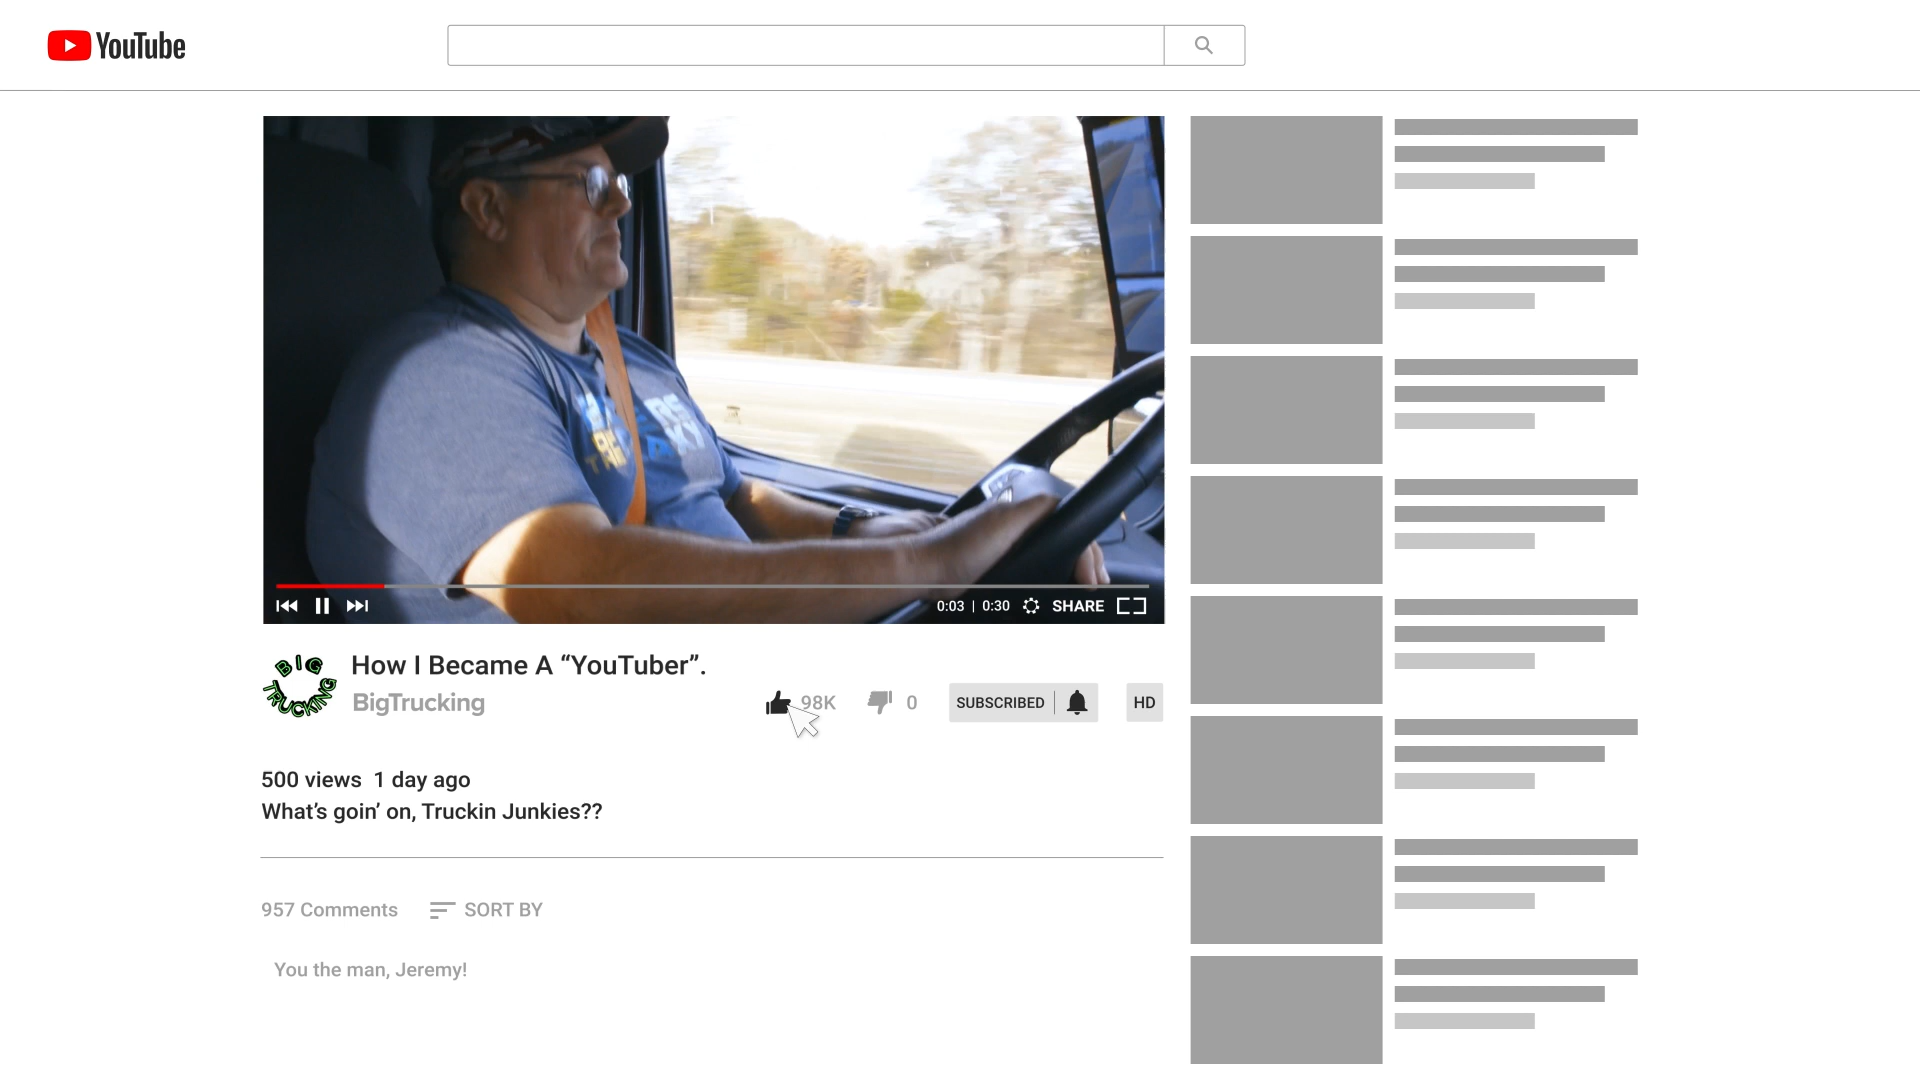 YouTube
0:03 | 0:30 SHARE
BIG TRUCKING
How I Became A “YouTuber”.
BigTrucking
98K 0 SUBSCRIBED HD
500 views 1 day ago
What’s goin’ on, Truckin Junkies??
957 Comments SORT BY
You the man, Jeremy!